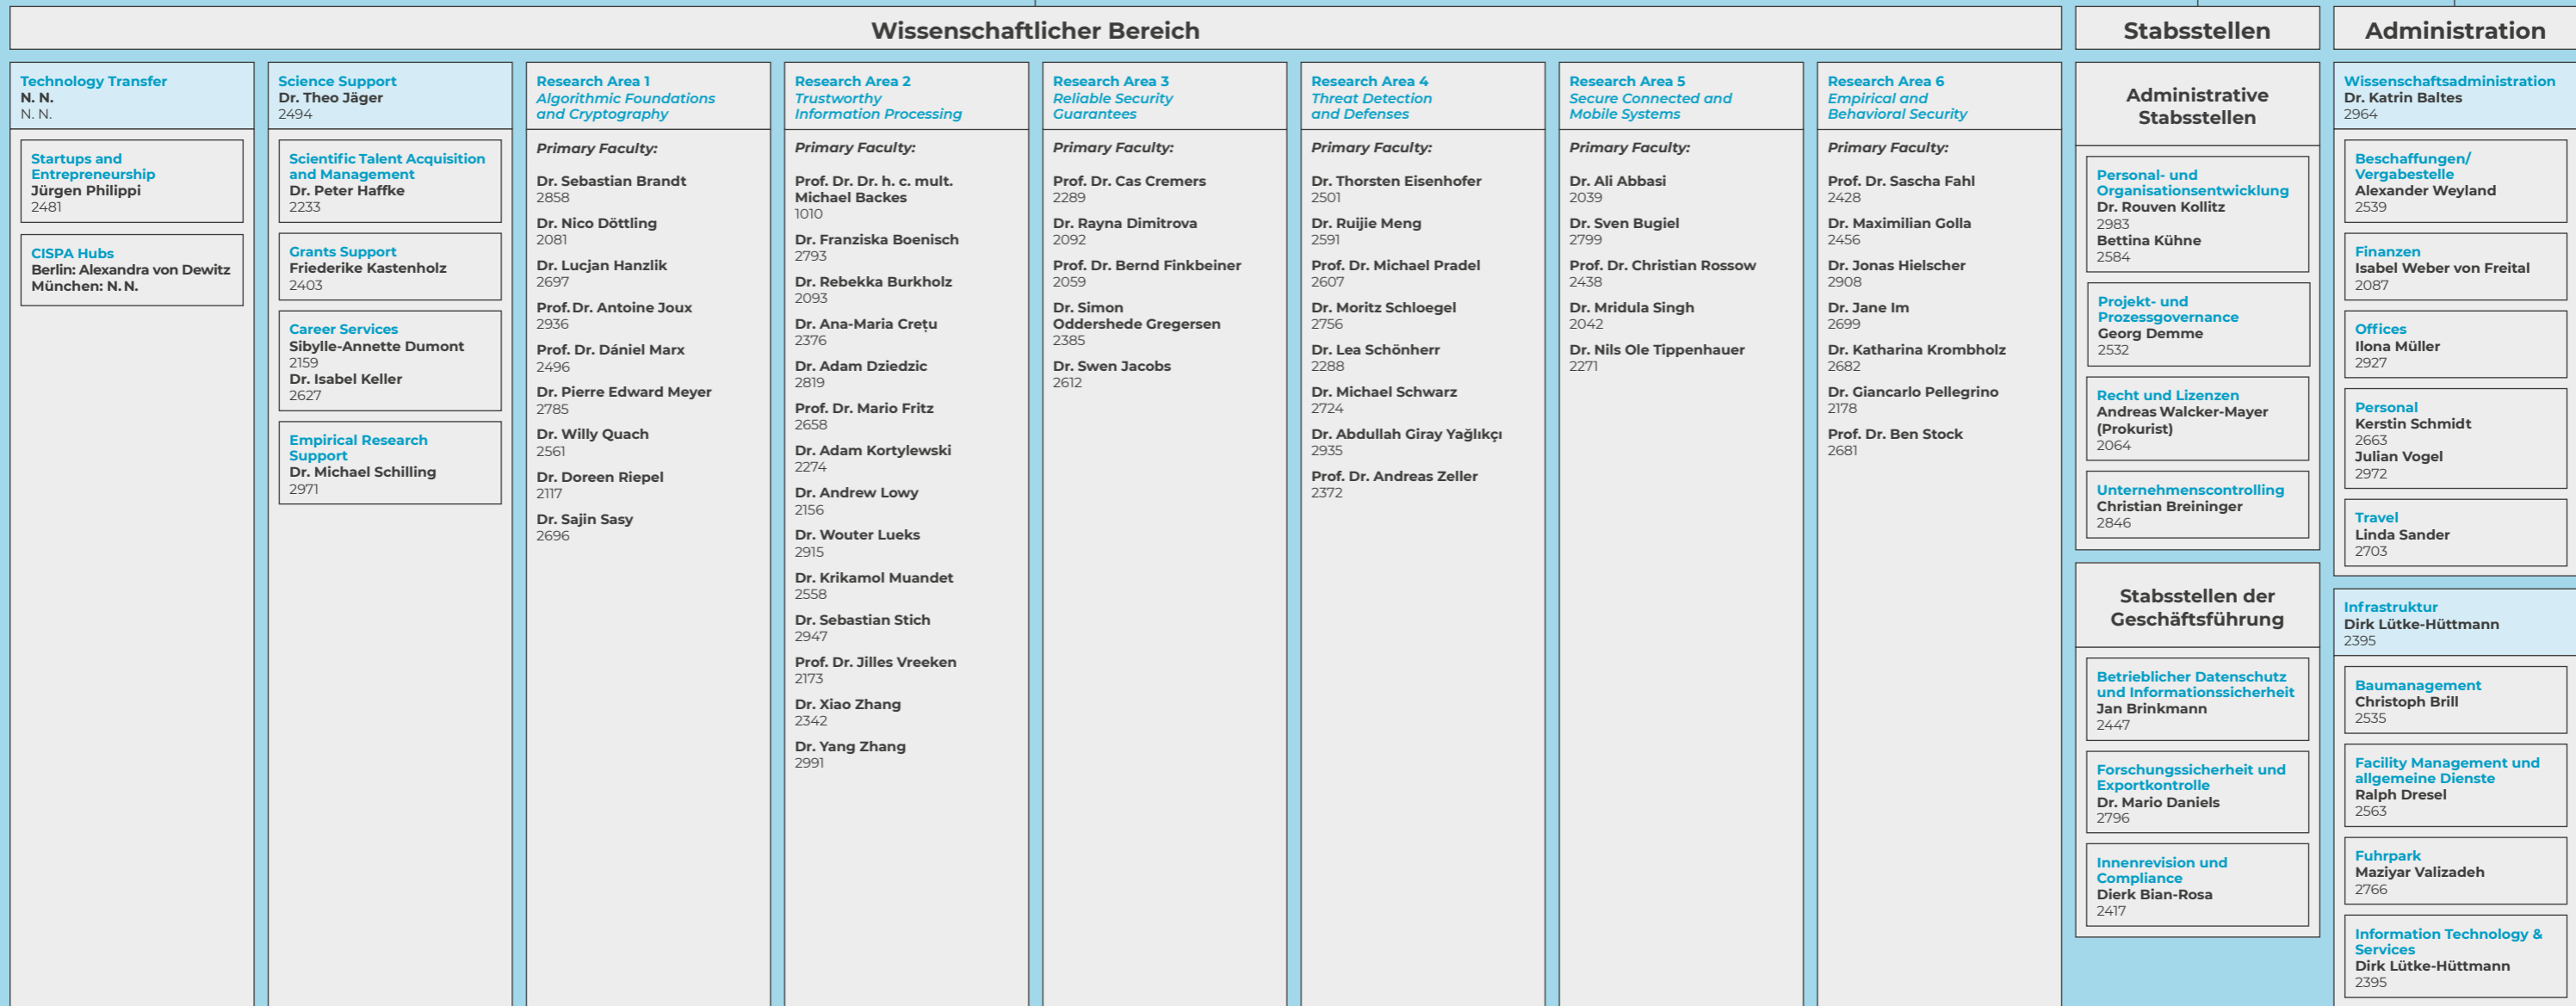 Wissenschaftlicher Bereich
Technology Transfer
N. N.
N. N.
Startups and
Entrepreneurship
Jürgen Philippi
2481
CISPA Hubs
Berlin: Alexandra von Dewitz
München: N. N.
Science Support
Dr. Theo Jäger
2494
Scientific Talent Acquisition
and Management
Dr. Peter Haffke
2233
Grants Support
Friederike Kastenholz
2403
Career Services
Sibylle-Annette Dumont
2159
Dr. Isabel Keller
2627
Empirical Research
Support
Dr. Michael Schilling
2971
Research Area 1
Algorithmic Foundations
and Cryptography
Primary Faculty:
Dr. Sebastian Brandt
2858
Dr. Nico Döttling
2081
Dr. Lucjan Hanzlik
2697
Prof. Dr. Antoine Joux
2936
Prof. Dr. Dániel Marx
2496
Dr. Pierre Edward Meyer
2785
Dr. Willy Quach
2561
Dr. Doreen Riepel
2117
Dr. Sajin Sasy
2696
Research Area 2
Trustworthy
Information Processing
Primary Faculty:
Prof. Dr. Dr. h. c. mult.
Michael Backes
1010
Dr. Franziska Boenisch
2793
Dr. Rebekka Burkholz
2093
Dr. Ana-Maria Crețu
2376
Dr. Adam Dziedzic
2819
Prof. Dr. Mario Fritz
2658
Dr. Adam Kortylewski
2274
Dr. Andrew Lowy
2156
Dr. Wouter Lueks
2915
Dr. Krikamol Muandet
2558
Dr. Sebastian Stich
2947
Prof. Dr. Jilles Vreeken
2173
Dr. Xiao Zhang
2342
Dr. Yang Zhang
2991
Research Area 3
Reliable Security
Guarantees
Primary Faculty:
Prof. Dr. Cas Cremers
2289
Dr. Rayna Dimitrova
2092
Prof. Dr. Bernd Finkbeiner
2059
Dr. Simon
Oddershede Gregersen
2385
Dr. Swen Jacobs
2612
Research Area 4
Threat Detection
and Defenses
Primary Faculty:
Dr. Thorsten Eisenhofer
2501
Dr. Ruijie Meng
2591
Prof. Dr. Michael Pradel
2607
Dr. Moritz Schloegel
2756
Dr. Lea Schönherr
2288
Dr. Michael Schwarz
2724
Dr. Abdullah Giray Yağlıkçı
2935
Prof. Dr. Andreas Zeller
2372
Research Area 5
Secure Connected and
Mobile Systems
Primary Faculty:
Dr. Ali Abbasi
2039
Dr. Sven Bugiel
2799
Prof. Dr. Christian Rossow
2438
Dr. Mridula Singh
2042
Dr. Nils Ole Tippenhauer
2271
Research Area 6
Empirical and
Behavioral Security
Primary Faculty:
Prof. Dr. Sascha Fahl
2428
Dr. Maximilian Golla
2456
Dr. Jonas Hielscher
2908
Dr. Jane Im
2699
Dr. Katharina Krombholz
2682
Dr. Giancarlo Pellegrino
2178
Prof. Dr. Ben Stock
2681
Stabsstellen
Administrative
Stabsstellen
Personal- und
Organisationsentwicklung
Dr. Rouven Kollitz
2983
Bettina Kühne
2584
Projekt- und
Prozessgovernance
Georg Demme
2532
Recht und Lizenzen
Andreas Walcker-Mayer
(Prokurist)
2064
Unternehmenscontrolling
Christian Breininger
2846
Stabsstellen der
Geschäftsführung
Betrieblicher Datenschutz
und Informationssicherheit
Jan Brinkmann
2447
Forschungssicherheit und
Exportkontrolle
Dr. Mario Daniels
2796
Innenrevision und
Compliance
Dierk Bian-Rosa
2417
Administration
Wissenschaftsadministration
Dr. Katrin Baltes
2964
Beschaffungen/
Vergabestelle
Alexander Weyland
2539
Finanzen
Isabel Weber von Freital
2087
Offices
Ilona Müller
2927
Personal
Kerstin Schmidt
2663
Julian Vogel
2972
Travel
Linda Sander
2703
Infrastruktur
Dirk Lütke-Hüttmann
2395
Baumanagement
Christoph Brill
2535
Facility Management und
allgemeine Dienste
Ralph Dresel
2563
Fuhrpark
Maziyar Valizadeh
2766
Information Technology &
Services
Dirk Lütke-Hüttmann
2395